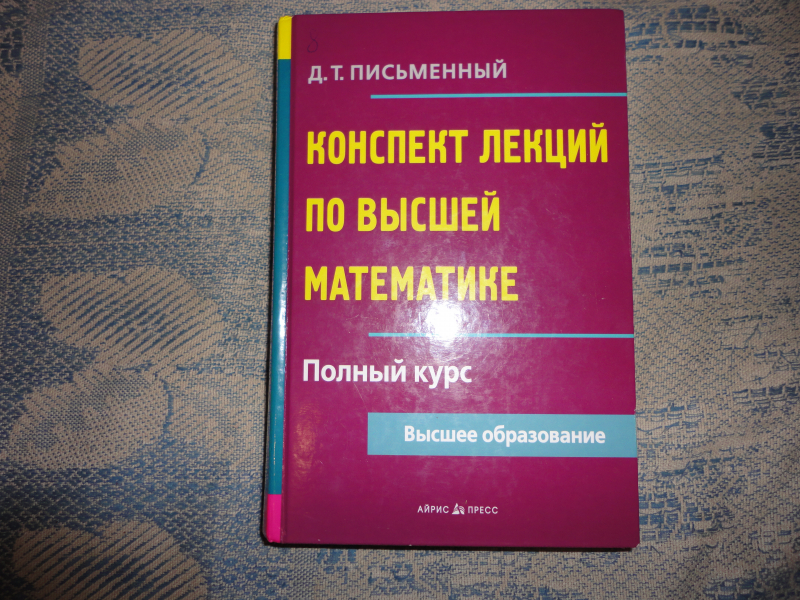 Д. Т. ПИСЬМЕННЫЙ
КОНСПЕКТ ЛЕКЦИЙ
ПО ВЫСШЕЙ
МАТЕМАТИКЕ
Полный курс
Высшее образование
АЙРИС ПРЕСС